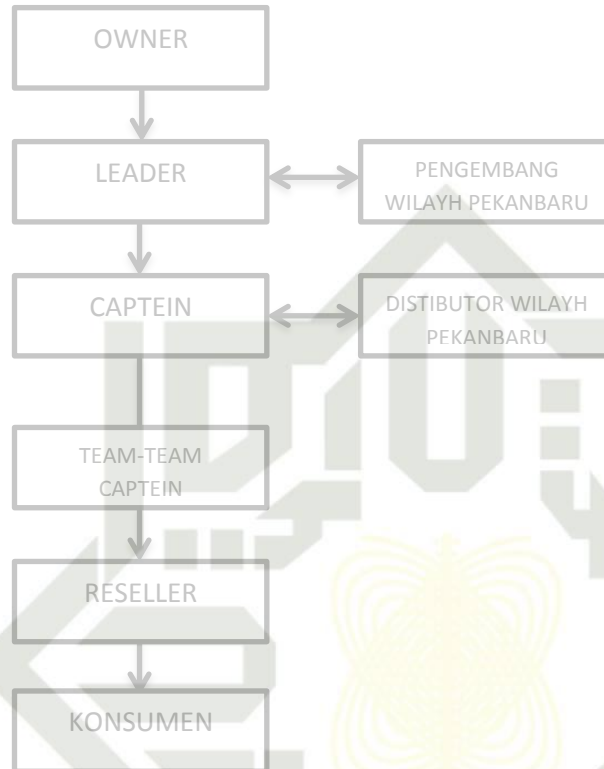 OWNER
LEADER
PENGEMBANG
WILAYH PEKANBARU
CAPTEIN
DISTIBUTOR WILAYH
PEKANBARU
TEAM-TEAM
CAPTEIN
RESELLER
KONSUMEN